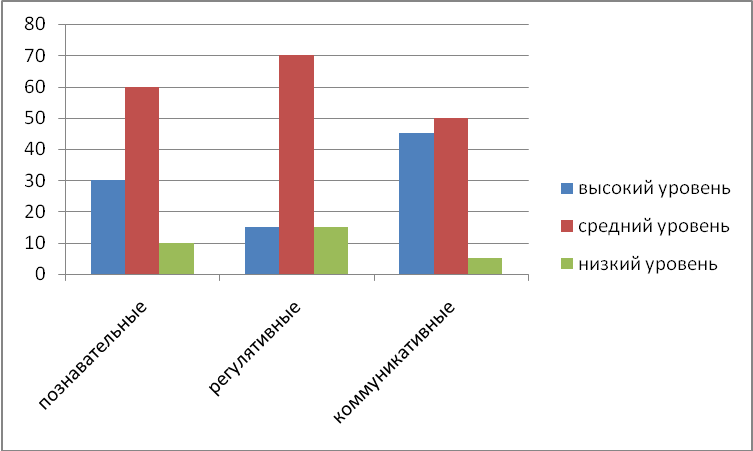 80
70
60
50
40
30
20
10
0
познавательные
регулятивные
коммуникативные
высокий уровень
средний уровень
низкий уровень